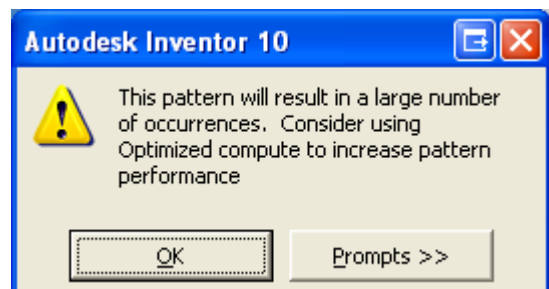 Autodesk Inventor 10
This pattern will result in a large number
of occurrences.  Consider using
Optimized compute to increase pattern
performance
OK
Prompts >>